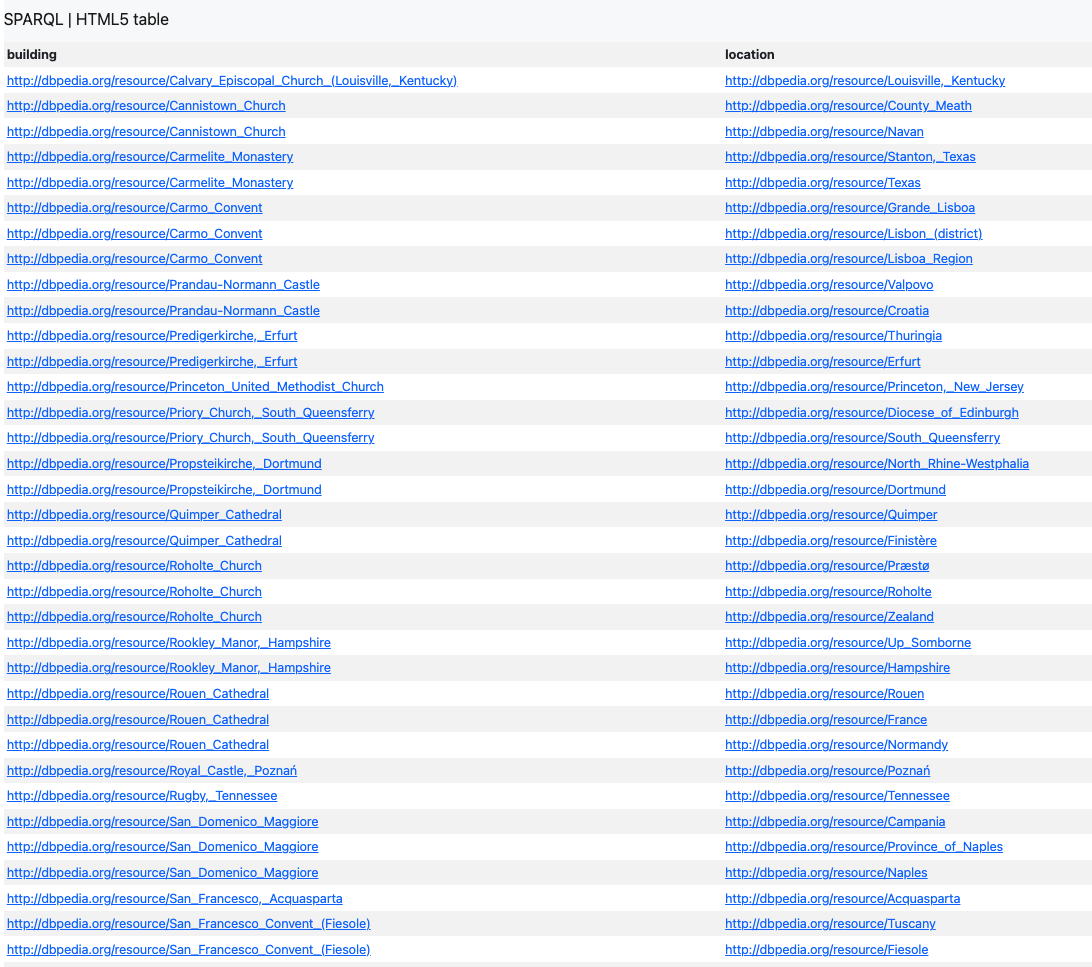 SPARQL | HTML5 table
building location
http://dbpedia.org/resource/Calvary_Episcopal_Church_(Louisville,_Kentucky) http://dbpedia.org/resource/Louisville,_Kentucky
http://dbpedia.org/resource/Cannistown_Church http://dbpedia.org/resource/County_Meath
http://dbpedia.org/resource/Cannistown_Church http://dbpedia.org/resource/Navan
http://dbpedia.org/resource/Carmelite_Monastery http://dbpedia.org/resource/Stanton,_Texas
http://dbpedia.org/resource/Carmelite_Monastery http://dbpedia.org/resource/Texas
http://dbpedia.org/resource/Carmo_Convent http://dbpedia.org/resource/Grande_Lisboa
http://dbpedia.org/resource/Carmo_Convent http://dbpedia.org/resource/Lisbon_(district)
http://dbpedia.org/resource/Carmo_Convent http://dbpedia.org/resource/Lisboa_Region
http://dbpedia.org/resource/Prandau-Normann_Castle http://dbpedia.org/resource/Valpovo
http://dbpedia.org/resource/Prandau-Normann_Castle http://dbpedia.org/resource/Croatia
http://dbpedia.org/resource/Predigerkirche,_Erfurt http://dbpedia.org/resource/Thuringia
http://dbpedia.org/resource/Predigerkirche,_Erfurt http://dbpedia.org/resource/Erfurt
http://dbpedia.org/resource/Princeton_United_Methodist_Church http://dbpedia.org/resource/Princeton,_New_Jersey
http://dbpedia.org/resource/Priory_Church,_South_Queensferry http://dbpedia.org/resource/Diocese_of_Edinburgh
http://dbpedia.org/resource/Priory_Church,_South_Queensferry http://dbpedia.org/resource/South_Queensferry
http://dbpedia.org/resource/Propsteikirche,_Dortmund http://dbpedia.org/resource/North_Rhine-Westphalia
http://dbpedia.org/resource/Propsteikirche,_Dortmund http://dbpedia.org/resource/Dortmund
http://dbpedia.org/resource/Quimper_Cathedral http://dbpedia.org/resource/Quimper
http://dbpedia.org/resource/Quimper_Cathedral http://dbpedia.org/resource/Finistère
http://dbpedia.org/resource/Roholte_Church http://dbpedia.org/resource/Præstø
http://dbpedia.org/resource/Roholte_Church http://dbpedia.org/resource/Roholte
http://dbpedia.org/resource/Roholte_Church http://dbpedia.org/resource/Zealand
http://dbpedia.org/resource/Rookley_Manor,_Hampshire http://dbpedia.org/resource/Up_Somborne
http://dbpedia.org/resource/Rookley_Manor,_Hampshire http://dbpedia.org/resource/Hampshire
http://dbpedia.org/resource/Rouen_Cathedral http://dbpedia.org/resource/Rouen
http://dbpedia.org/resource/Rouen_Cathedral http://dbpedia.org/resource/France
http://dbpedia.org/resource/Rouen_Cathedral http://dbpedia.org/resource/Normandy
http://dbpedia.org/resource/Royal_Castle,_Poznań http://dbpedia.org/resource/Poznań
http://dbpedia.org/resource/Rugby,_Tennessee http://dbpedia.org/resource/Tennessee
http://dbpedia.org/resource/San_Domenico_Maggiore http://dbpedia.org/resource/Campania
http://dbpedia.org/resource/San_Domenico_Maggiore http://dbpedia.org/resource/Province_of_Naples
http://dbpedia.org/resource/San_Domenico_Maggiore http://dbpedia.org/resource/Naples
http://dbpedia.org/resource/San_Francesco,_Acquasparta http://dbpedia.org/resource/Acquasparta
http://dbpedia.org/resource/San_Francesco_Convent_(Fiesole) http://dbpedia.org/resource/Tuscany
http://dbpedia.org/resource/San_Francesco_Convent_(Fiesole) http://dbpedia.org/resource/Fiesole